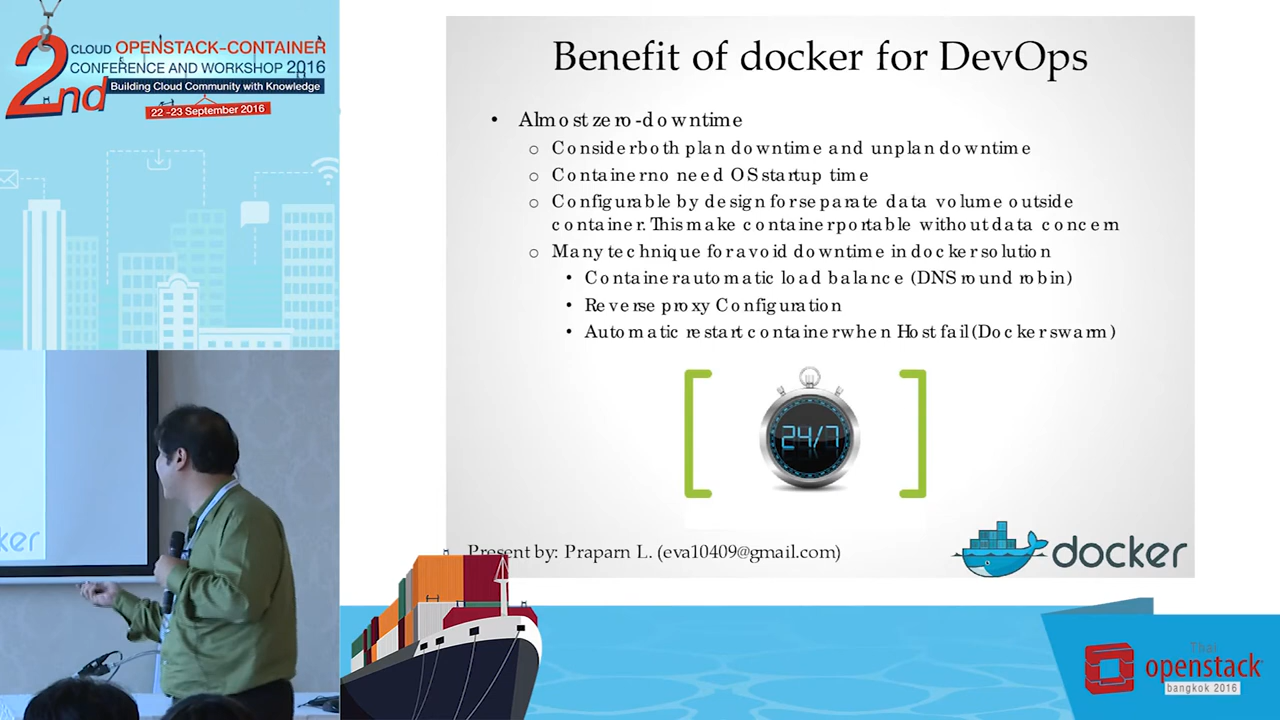 2nd
CLOUD OPENSTACK-CONTAINER
CONFERENCE AND WORKSHOP 2016
Building Cloud Community with Knowledge
22 -23 September 2016
Benefit of docker for DevOps
• Almost zero-downtime
o Consider both plan downtime and unplan downtime
o Container no need OS startup time
o Configurable by design for separate data volume outside
container. This make container portable without data concern
o Many technique for avoid downtime in docker solution
• Container automatic load balance (DNS round robin)
• Reverse proxy Configuration
• Automatic restart container when Host fail (Docker swarm)
24/7
Present by: Praparn L. (eva10409@gmail.com)
docker
ker
Thai
openstack
bangkok 2016